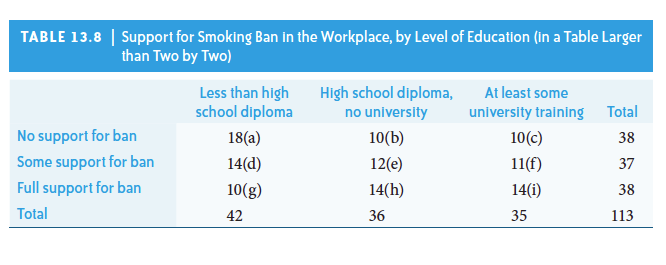 TABLE 13.8 | Support for Smoking Ban in the Workplace, by Level of Education (in a Table Larger
than Two by Two)
Less than high school diploma High school diploma, no university At least some university training Total
No support for ban 18(a) 10(b) 10(c) 38
Some support for ban 14(d) 12(e) 11(f) 37
Full support for ban 10(g) 14(h) 14(i) 38
Total 42 36 35 113